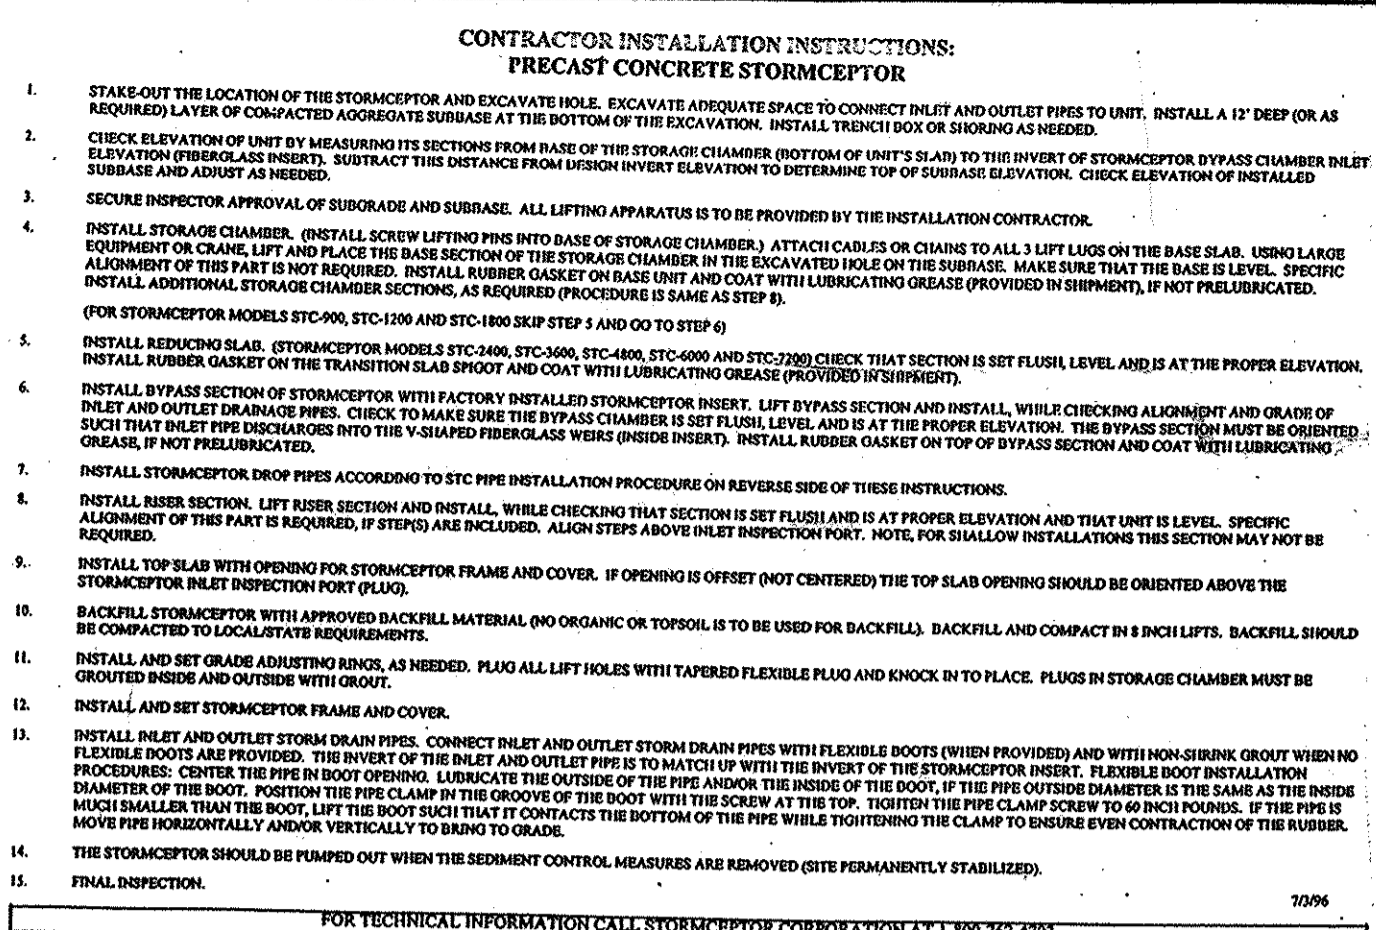 CONTRACTOR INSTALLATION INSTRUCTIONS:
PRECAST CONCRETE STORMCEPTOR
1. STAKE-OUT THE LOCATION OF THE STORMCEPTOR AND EXCAVATE HOLE. EXCAVATE ADEQUATE SPACE TO CONNECT INLET AND OUTLET PIPES TO UNIT. INSTALL A 12' DEEP (OR AS
REQUIRED) LAYER OF COMPACTED AGGREGATE SUBBASE AT THE BOTTOM OF THE EXCAVATION. INSTALL TRENCH BOX OR SHORING AS NEEDED.
2. CHECK ELEVATION OF UNIT BY MEASURING ITS SECTIONS FROM BASE OF THE STORAGE CHAMBER (BOTTOM OF UNIT'S SLAB) TO THE INVERT OF STORMCEPTOR BYPASS CHAMBER INLET
ELEVATION (FIBERGLASS INSERT). SUBTRACT THIS DISTANCE FROM DESIGN INVERT ELEVATION TO DETERMINE TOP OF SUBBASE ELEVATION. CHECK ELEVATION OF INSTALLED
SUBBASE AND ADJUST AS NEEDED.
3. SECURE INSPECTOR APPROVAL OF SUBGRADE AND SUBBASE. ALL LIFTING APPARATUS IS TO BE PROVIDED BY THE INSTALLATION CONTRACTOR.
4. INSTALL STORAGE CHAMBER. (INSTALL SCREW LIFTING PINS INTO BASE OF STORAGE CHAMBER.) ATTACH CABLES OR CHAINS TO ALL 3 LIFT LUGS ON THE BASE SLAB. USING LARGE
EQUIPMENT OR CRANE, LIFT AND PLACE THE BASE SECTION OF THE STORAGE CHAMBER IN THE EXCAVATED HOLE ON THE SUBBASE. MAKE SURE THAT THE BASE IS LEVEL. SPECIFIC
ALIGNMENT OF THIS PART IS NOT REQUIRED. INSTALL RUBBER GASKET ON BASE UNIT AND COAT WITH LUBRICATING GREASE (PROVIDED IN SHIPMENT), IF NOT PRELUBRICATED.
INSTALL ADDITIONAL STORAGE CHAMBER SECTIONS, AS REQUIRED (PROCEDURE IS SAME AS STEP 8).
(FOR STORMCEPTOR MODELS STC-900, STC-1200 AND STC-1800 SKIP STEP 5 AND GO TO STEP 6)
5. INSTALL REDUCING SLAB. (STORMCEPTOR MODELS STC-2400, STC-3600, STC-4800, STC-6000 AND STC-7200) CHECK THAT SECTION IS SET FLUSH, LEVEL AND IS AT THE PROPER ELEVATION.
INSTALL RUBBER GASKET ON THE TRANSITION SLAB SPIGOT AND COAT WITH LUBRICATING GREASE (PROVIDED IN SHIPMENT).
6. INSTALL BYPASS SECTION OF STORMCEPTOR WITH FACTORY INSTALLED STORMCEPTOR INSERT. LIFT BYPASS SECTION AND INSTALL, WHILE CHECKING ALIGNMENT AND GRADE OF
INLET AND OUTLET DRAINAGE PIPES. CHECK TO MAKE SURE THE BYPASS CHAMBER IS SET FLUSH, LEVEL AND IS AT THE PROPER ELEVATION. THE BYPASS SECTION MUST BE ORIENTED
SUCH THAT INLET PIPE DISCHARGES INTO THE V-SHAPED FIBERGLASS WEIRS (INSIDE INSERT). INSTALL RUBBER GASKET ON TOP OF BYPASS SECTION AND COAT WITH LUBRICATING
GREASE, IF NOT PRELUBRICATED.
7. INSTALL STORMCEPTOR DROP PIPES ACCORDING TO STC PIPE INSTALLATION PROCEDURE ON REVERSE SIDE OF THESE INSTRUCTIONS.
8. INSTALL RISER SECTION. LIFT RISER SECTION AND INSTALL, WHILE CHECKING THAT SECTION IS SET FLUSH AND IS AT PROPER ELEVATION AND THAT UNIT IS LEVEL. SPECIFIC
ALIGNMENT OF THIS PART IS REQUIRED, IF STEP(S) ARE INCLUDED. ALIGN STEPS ABOVE INLET INSPECTION PORT. NOTE, FOR SHALLOW INSTALLATIONS THIS SECTION MAY NOT BE
REQUIRED.
9. INSTALL TOP SLAB WITH OPENING FOR STORMCEPTOR FRAME AND COVER. IF OPENING IS OFFSET (NOT CENTERED) THE TOP SLAB OPENING SHOULD BE ORIENTED ABOVE THE
STORMCEPTOR INLET INSPECTION PORT (PLUG).
10. BACKFILL STORMCEPTOR WITH APPROVED BACKFILL MATERIAL (NO ORGANIC OR TOPSOIL IS TO BE USED FOR BACKFILL). BACKFILL AND COMPACT IN 8 INCH LIFTS. BACKFILL SHOULD
BE COMPACTED TO LOCAL/STATE REQUIREMENTS.
11. INSTALL AND SET GRADE ADJUSTING RINGS, AS NEEDED. PLUG ALL LIFT HOLES WITH TAPERED FLEXIBLE PLUG AND KNOCK IN TO PLACE. PLUGS IN STORAGE CHAMBER MUST BE
GROUTED INSIDE AND OUTSIDE WITH GROUT.
12. INSTALL AND SET STORMCEPTOR FRAME AND COVER.
13. INSTALL INLET AND OUTLET STORM DRAIN PIPES. CONNECT INLET AND OUTLET STORM DRAIN PIPES WITH FLEXIBLE BOOTS (WHEN PROVIDED) AND WITH NON-SHRINK GROUT WHEN NO
FLEXIBLE BOOTS ARE PROVIDED. THE INVERT OF THE INLET AND OUTLET PIPE IS TO MATCH UP WITH THE INVERT OF THE STORMCEPTOR INSERT. FLEXIBLE BOOT INSTALLATION
PROCEDURES: CENTER THE PIPE IN BOOT OPENING. LUBRICATE THE OUTSIDE OF THE PIPE AND/OR THE INSIDE OF THE BOOT, IF THE PIPE OUTSIDE DIAMETER IS THE SAME AS THE INSIDE
DIAMETER OF THE BOOT. POSITION THE PIPE CLAMP IN THE GROOVE OF THE BOOT WITH THE SCREW AT THE TOP. TIGHTEN THE PIPE CLAMP SCREW TO 60 INCH POUNDS. IF THE PIPE IS
MUCH SMALLER THAN THE BOOT, LIFT THE BOOT SUCH THAT IT CONTACTS THE BOTTOM OF THE PIPE WHILE TIGHTENING THE CLAMP TO ENSURE EVEN CONTRACTION OF THE RUBBER.
MOVE PIPE HORIZONTALLY AND/OR VERTICALLY TO BRING TO GRADE.
14. THE STORMCEPTOR SHOULD BE PUMPED OUT WHEN THE SEDIMENT CONTROL MEASURES ARE REMOVED (SITE PERMANENTLY STABILIZED).
15. FINAL INSPECTION.
7/3/96
FOR TECHNICAL INFORMATION CALL STORMCEPTOR CORPORATION AT